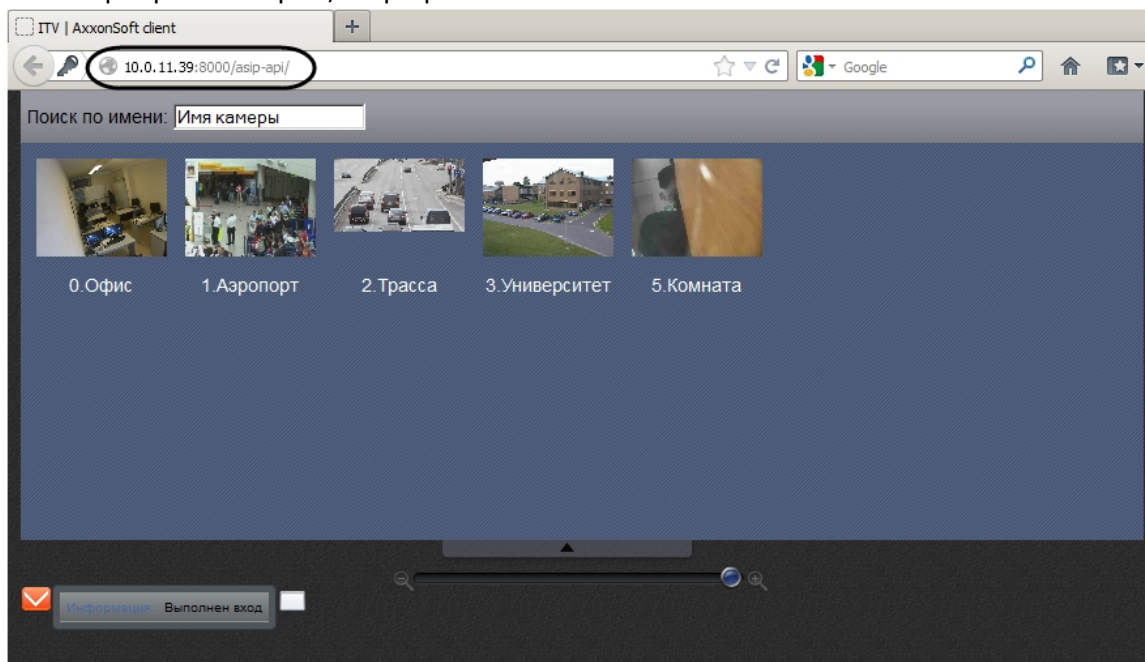 ITV | AxxonSoft client
10.0.11.39:8000/asip-api/
Google
Поиск по имени: Имя камеры
0.Офис 1.Аэропорт 2.Трасса 3.Университет 5.Комната
Информация: Выполнен вход